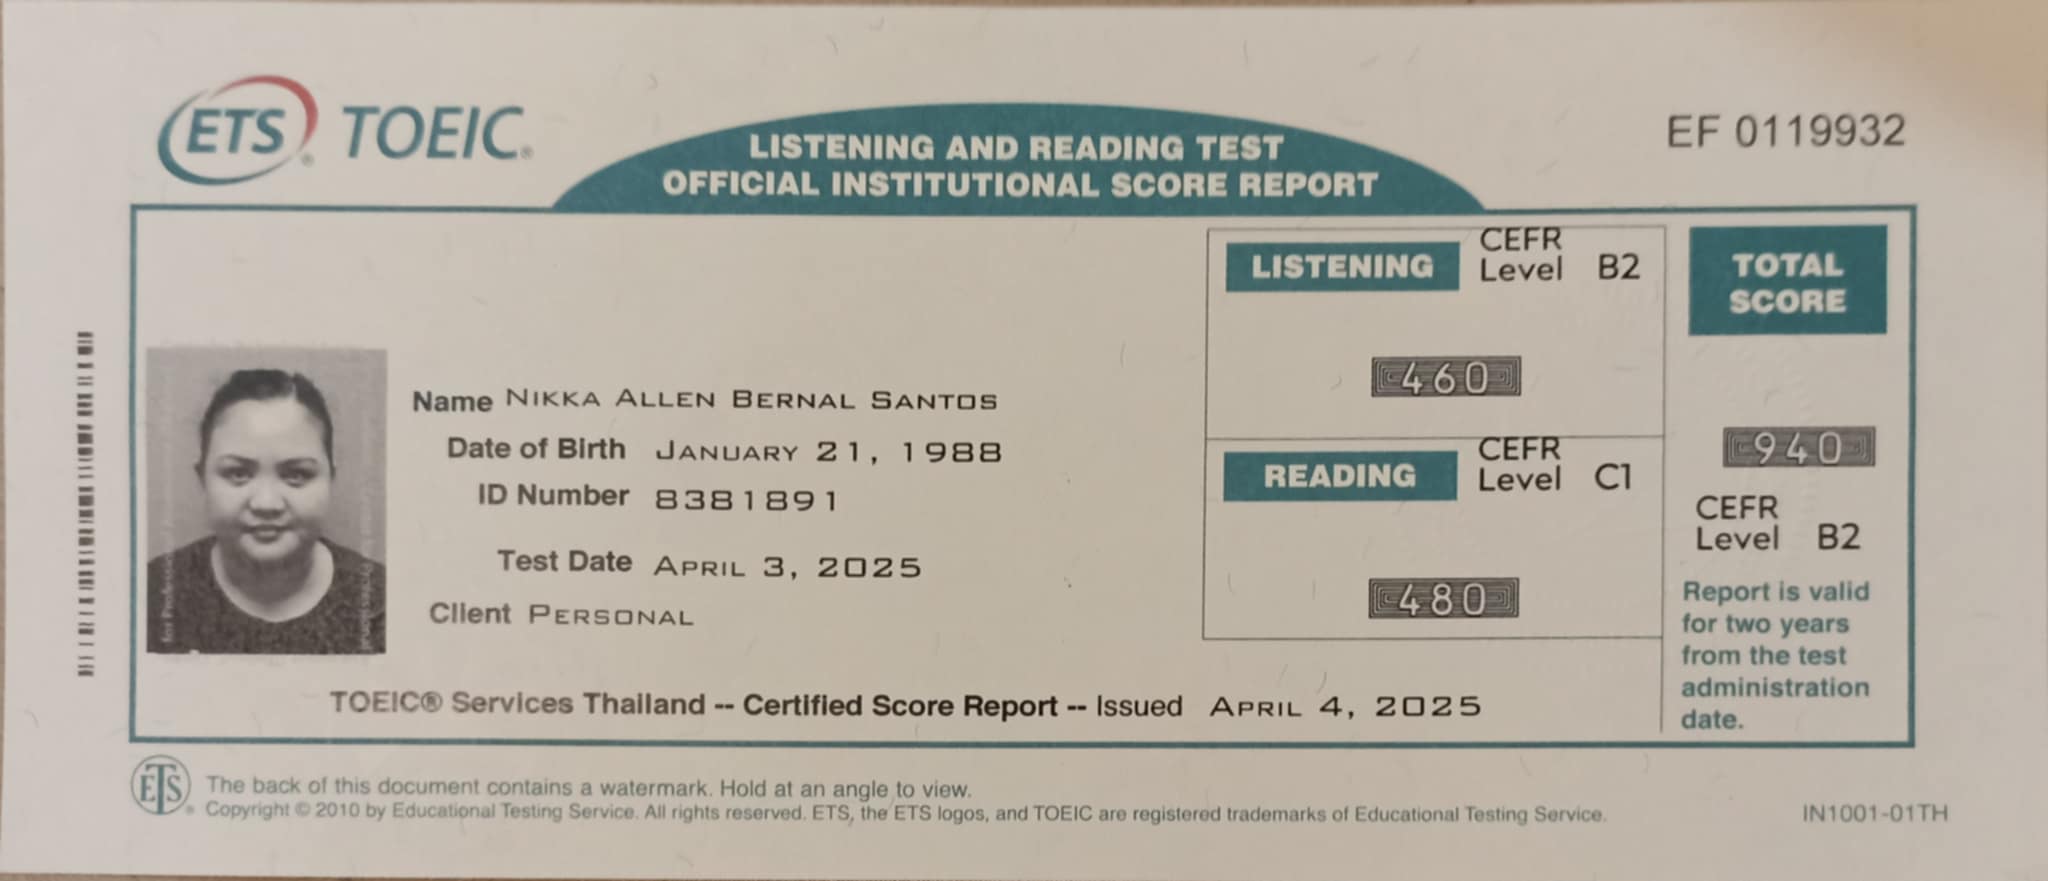 ETS® TOEIC®
LISTENING AND READING TEST
OFFICIAL INSTITUTIONAL SCORE REPORT
EF 0119932
LISTENING
CEFR
Level B2
460
READING
CEFR
Level C1
480
TOTAL
SCORE
940
CEFR
Level B2
Report is valid
for two years
from the test
administration
date.
Name NIKKA ALLEN BERNAL SANTOS
Date of Birth JANUARY 21, 1988
ID Number 8381891
Test Date APRIL 3, 2025
Client PERSONAL
TOEIC® Services Thailand -- Certified Score Report -- Issued APRIL 4, 2025
ETS®
The back of this document contains a watermark. Hold at an angle to view.
Copyright © 2010 by Educational Testing Service. All rights reserved. ETS, the ETS logos, and TOEIC are registered trademarks of Educational Testing Service.
IN1001-01TH